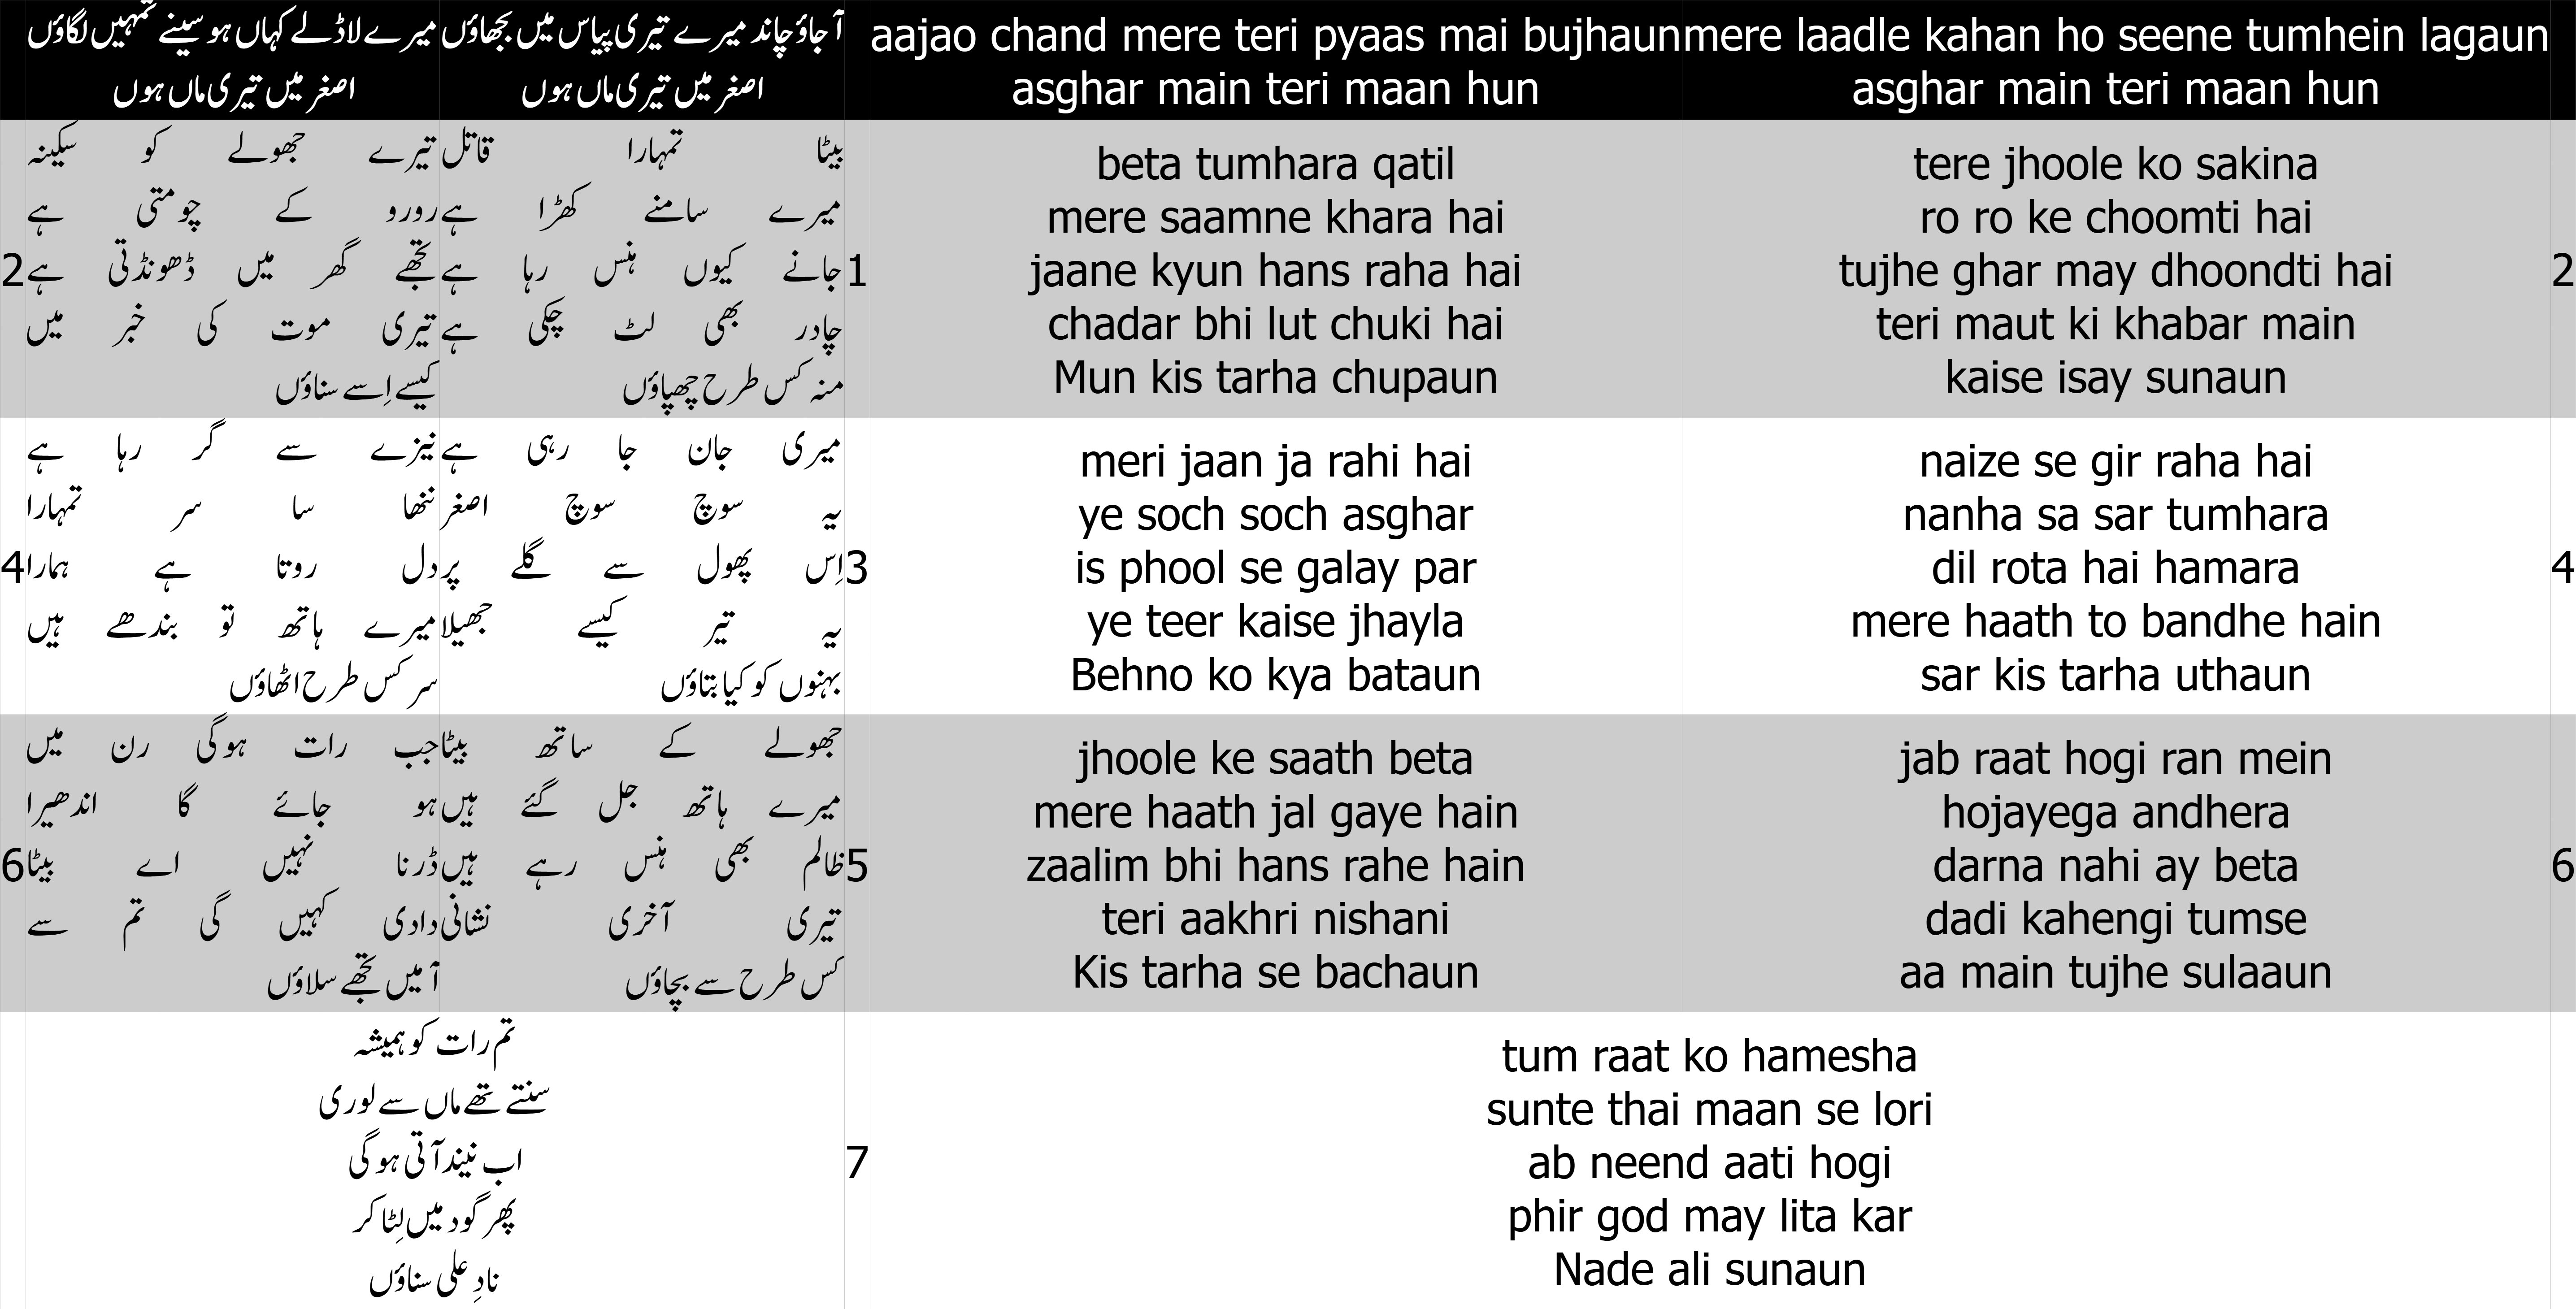 آ جاؤ چاند میرے تیری پیاس میں بجھاؤں
اصغر میں تیری ماں ہوں
میرے لاڈلے کہاں ہو سینے تمہیں لگاؤں
اصغر میں تیری ماں ہوں
aajao chand mere teri pyaas mai bujhaun
asghar main teri maan hun
mere laadle kahan ho seene tumhein lagaun
asghar main teri maan hun
1
بیٹا تمہارا قاتل
میرے سامنے کھڑا ہے
جانے کیوں ہنس رہا ہے
چادر بھی لٹ چکی ہے
منہ کس طرح چھپاؤں
2
تیرے جھولے کو سکینہ
رورو کے چومتی ہے
تجھے گھر میں ڈھونڈتی ہے
تیری موت کی خبر میں
کیسے اِسے سناؤں
beta tumhara qatil
mere saamne khara hai
jaane kyun hans raha hai
chadar bhi lut chuki hai
Mun kis tarha chupaun
tere jhoole ko sakina
ro ro ke choomti hai
tujhe ghar may dhoondti hai
teri maut ki khabar main
kaise isay sunaun
2
3
میری جان جا رہی ہے
یہ سوچ سوچ اصغر
اِس پھول سے گلے پر
یہ تیر کیسے جھیلا
بہنوں کو کیا بتاؤں
4
نیزے سے گر رہا ہے
ننھا سا سر تمہارا
دل روتا ہے ہمارا
میرے ہاتھ تو بندھے ہیں
سر کس طرح اٹھاؤں
meri jaan ja rahi hai
ye soch soch asghar
is phool se galay par
ye teer kaise jhayla
Behno ko kya bataun
naize se gir raha hai
nanha sa sar tumhara
dil rota hai hamara
mere haath to bandhe hain
sar kis tarha uthaun
4
5
جھولے کے ساتھ بیٹا
میرے ہاتھ جل گئے ہیں
ظالم بھی ہنس رہے ہیں
تیری آخری نشانی
کس طرح سے بچاؤں
6
جب رات ہوگی رن میں
ہو جائے گا اندھیرا
ڈرنا نہیں اے بیٹا
دادی کہیں گی تم سے
آ میں تجھے سلاؤں
jhoole ke saath beta
mere haath jal gaye hain
zaalim bhi hans rahe hain
teri aakhri nishani
Kis tarha se bachaun
jab raat hogi ran mein
hojayega andhera
darna nahi ay beta
dadi kahengi tumse
aa main tujhe sulaaun
6
7
تم رات کو ہمیشہ
سنتے تھے ماں سے لوری
اب نیند آتی ہو گی
پھر گود میں لِٹا کر
نادِ علی سناؤں
tum raat ko hamesha
sunte thai maan se lori
ab neend aati hogi
phir god may lita kar
Nade ali sunaun